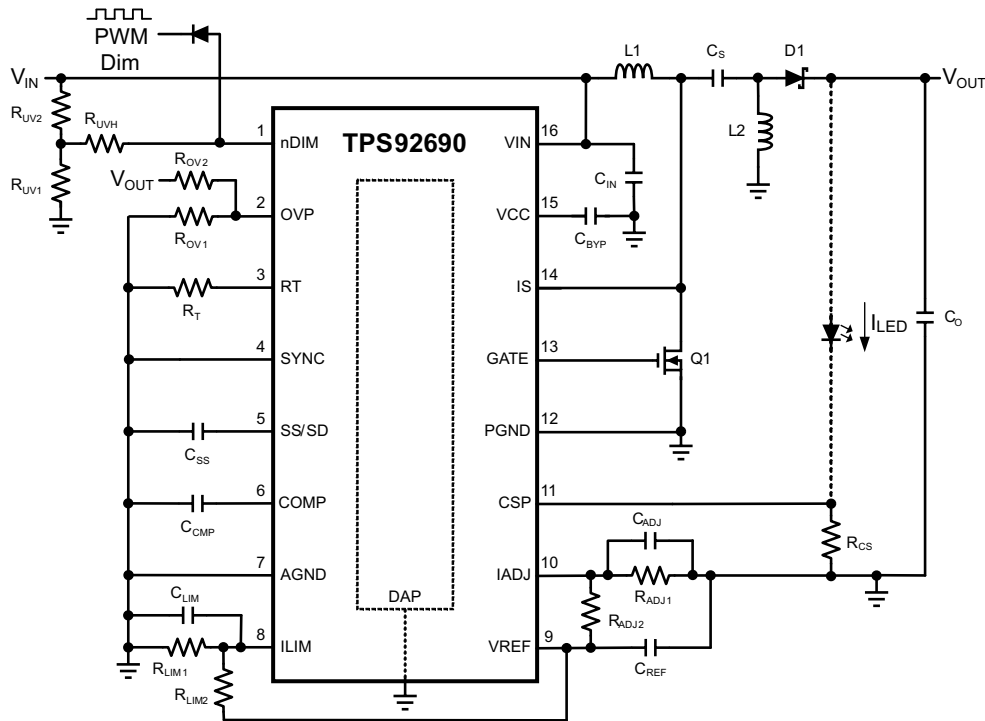 PWM
Dim
L1
CS
D1
VIN
VOUT
RUV2
RUVH
1
nDIM
TPS92690
VIN
16
L2
RUV1
ROV2
VOUT
CIN
2
OVP
VCC
15
ROV1
CBYP
3
RT
IS
14
RT
ILED
CO
4
SYNC
GATE
13
Q1
5
SS/SD
PGND
12
CSS
6
COMP
CSP
11
CCMP
CADJ
RCS
7
AGND
IADJ
10
CLIM
DAP
RADJ1
RADJ2
8
ILIM
VREF
9
RLIM1
CREF
RLIM2